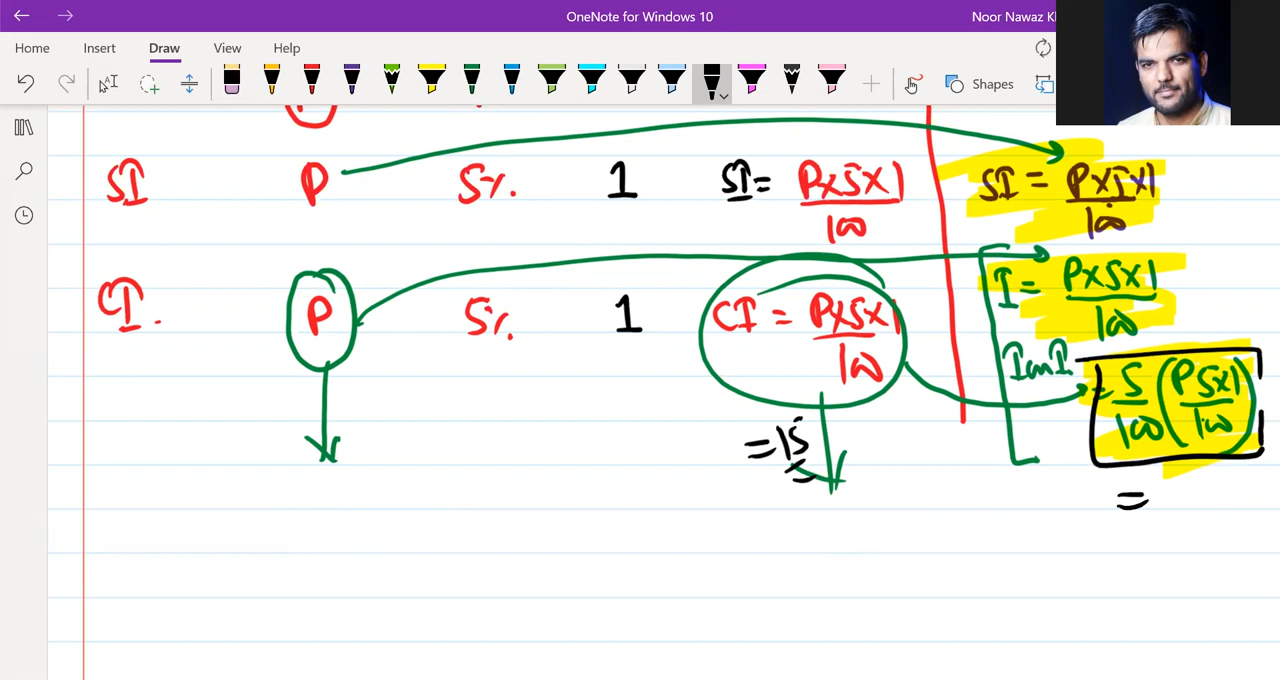 OneNote for Windows 10
Noor Nawaz Kh
Home Insert Draw View Help
Shapes
SI P 5%. 1 SI = P×5×1/100 SI = P×5×1/100
CI. P 5%. 1 CI = P×5×1/100 I = P×5×1/100
I on I = 5/100 (P 5×1/100)
= 15
=